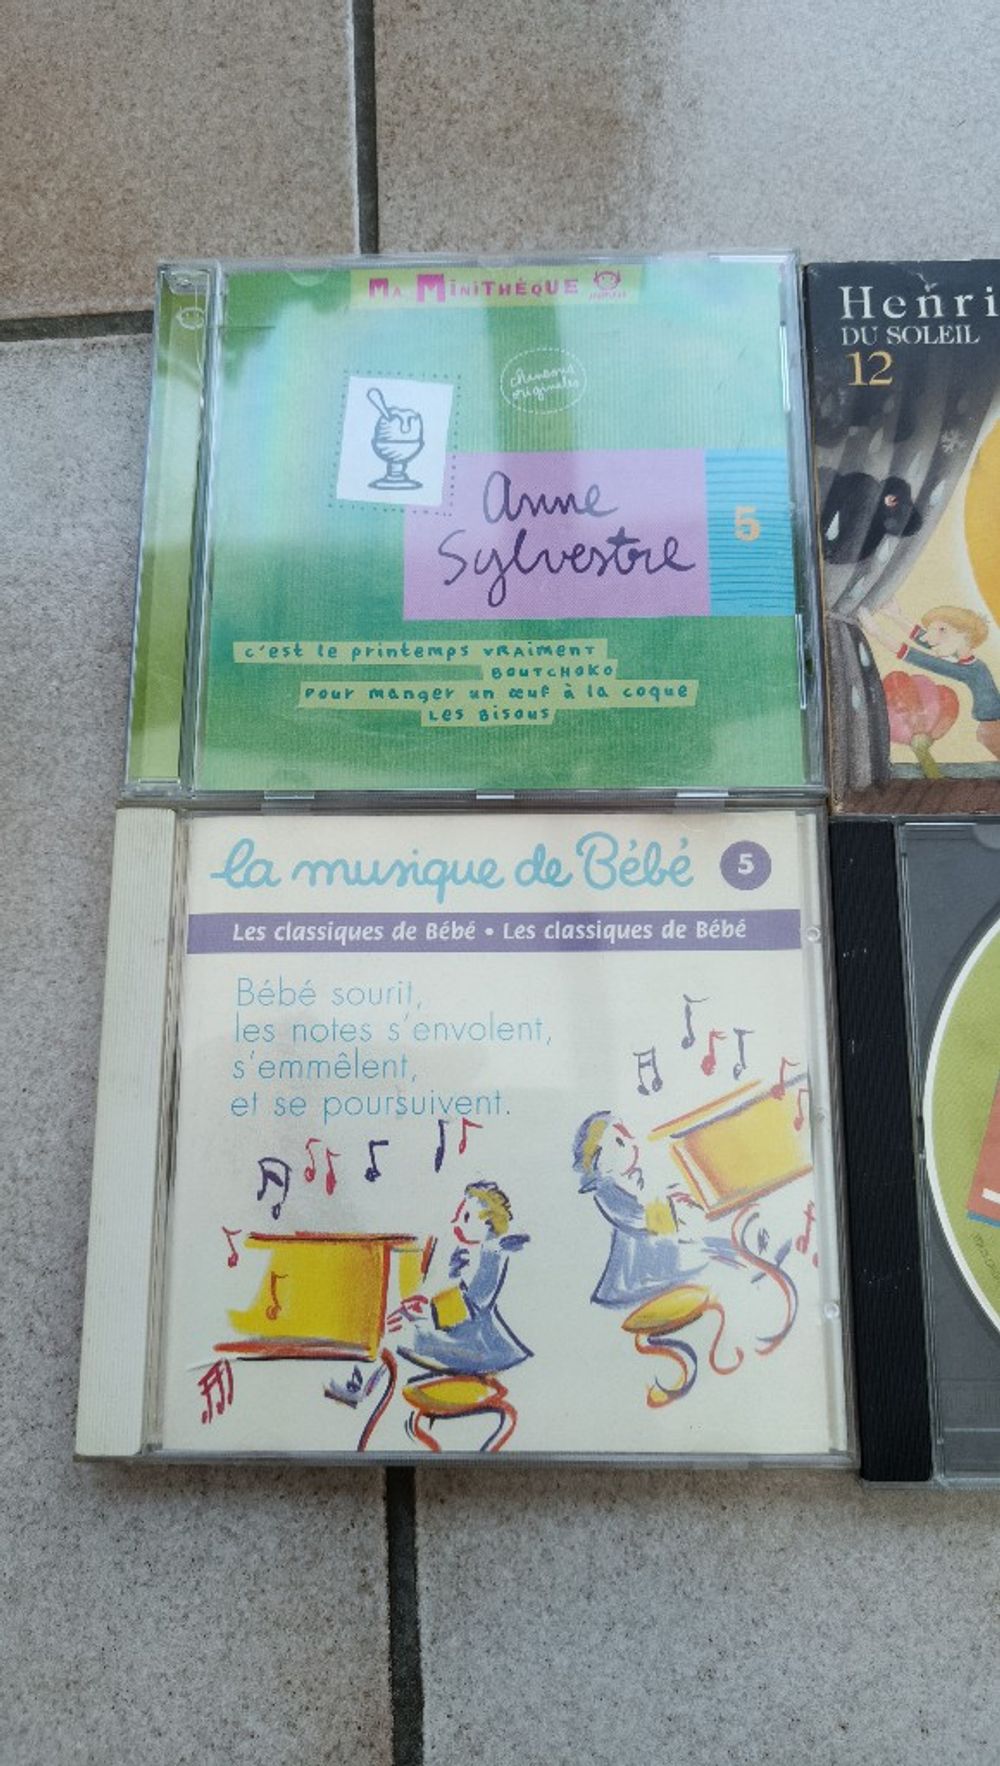 Ma Minithèque
chansons
originales
Anne
Sylvestre
5
c'est le printemps vraiment
Boutchoko
pour manger un œuf à la coque
Les bisous
Henri
DU SOLEIL
12
la musique de Bébé 5
Les classiques de Bébé • Les classiques de Bébé
Bébé sourit,
les notes s'envolent,
s'emmêlent,
et se poursuivent.